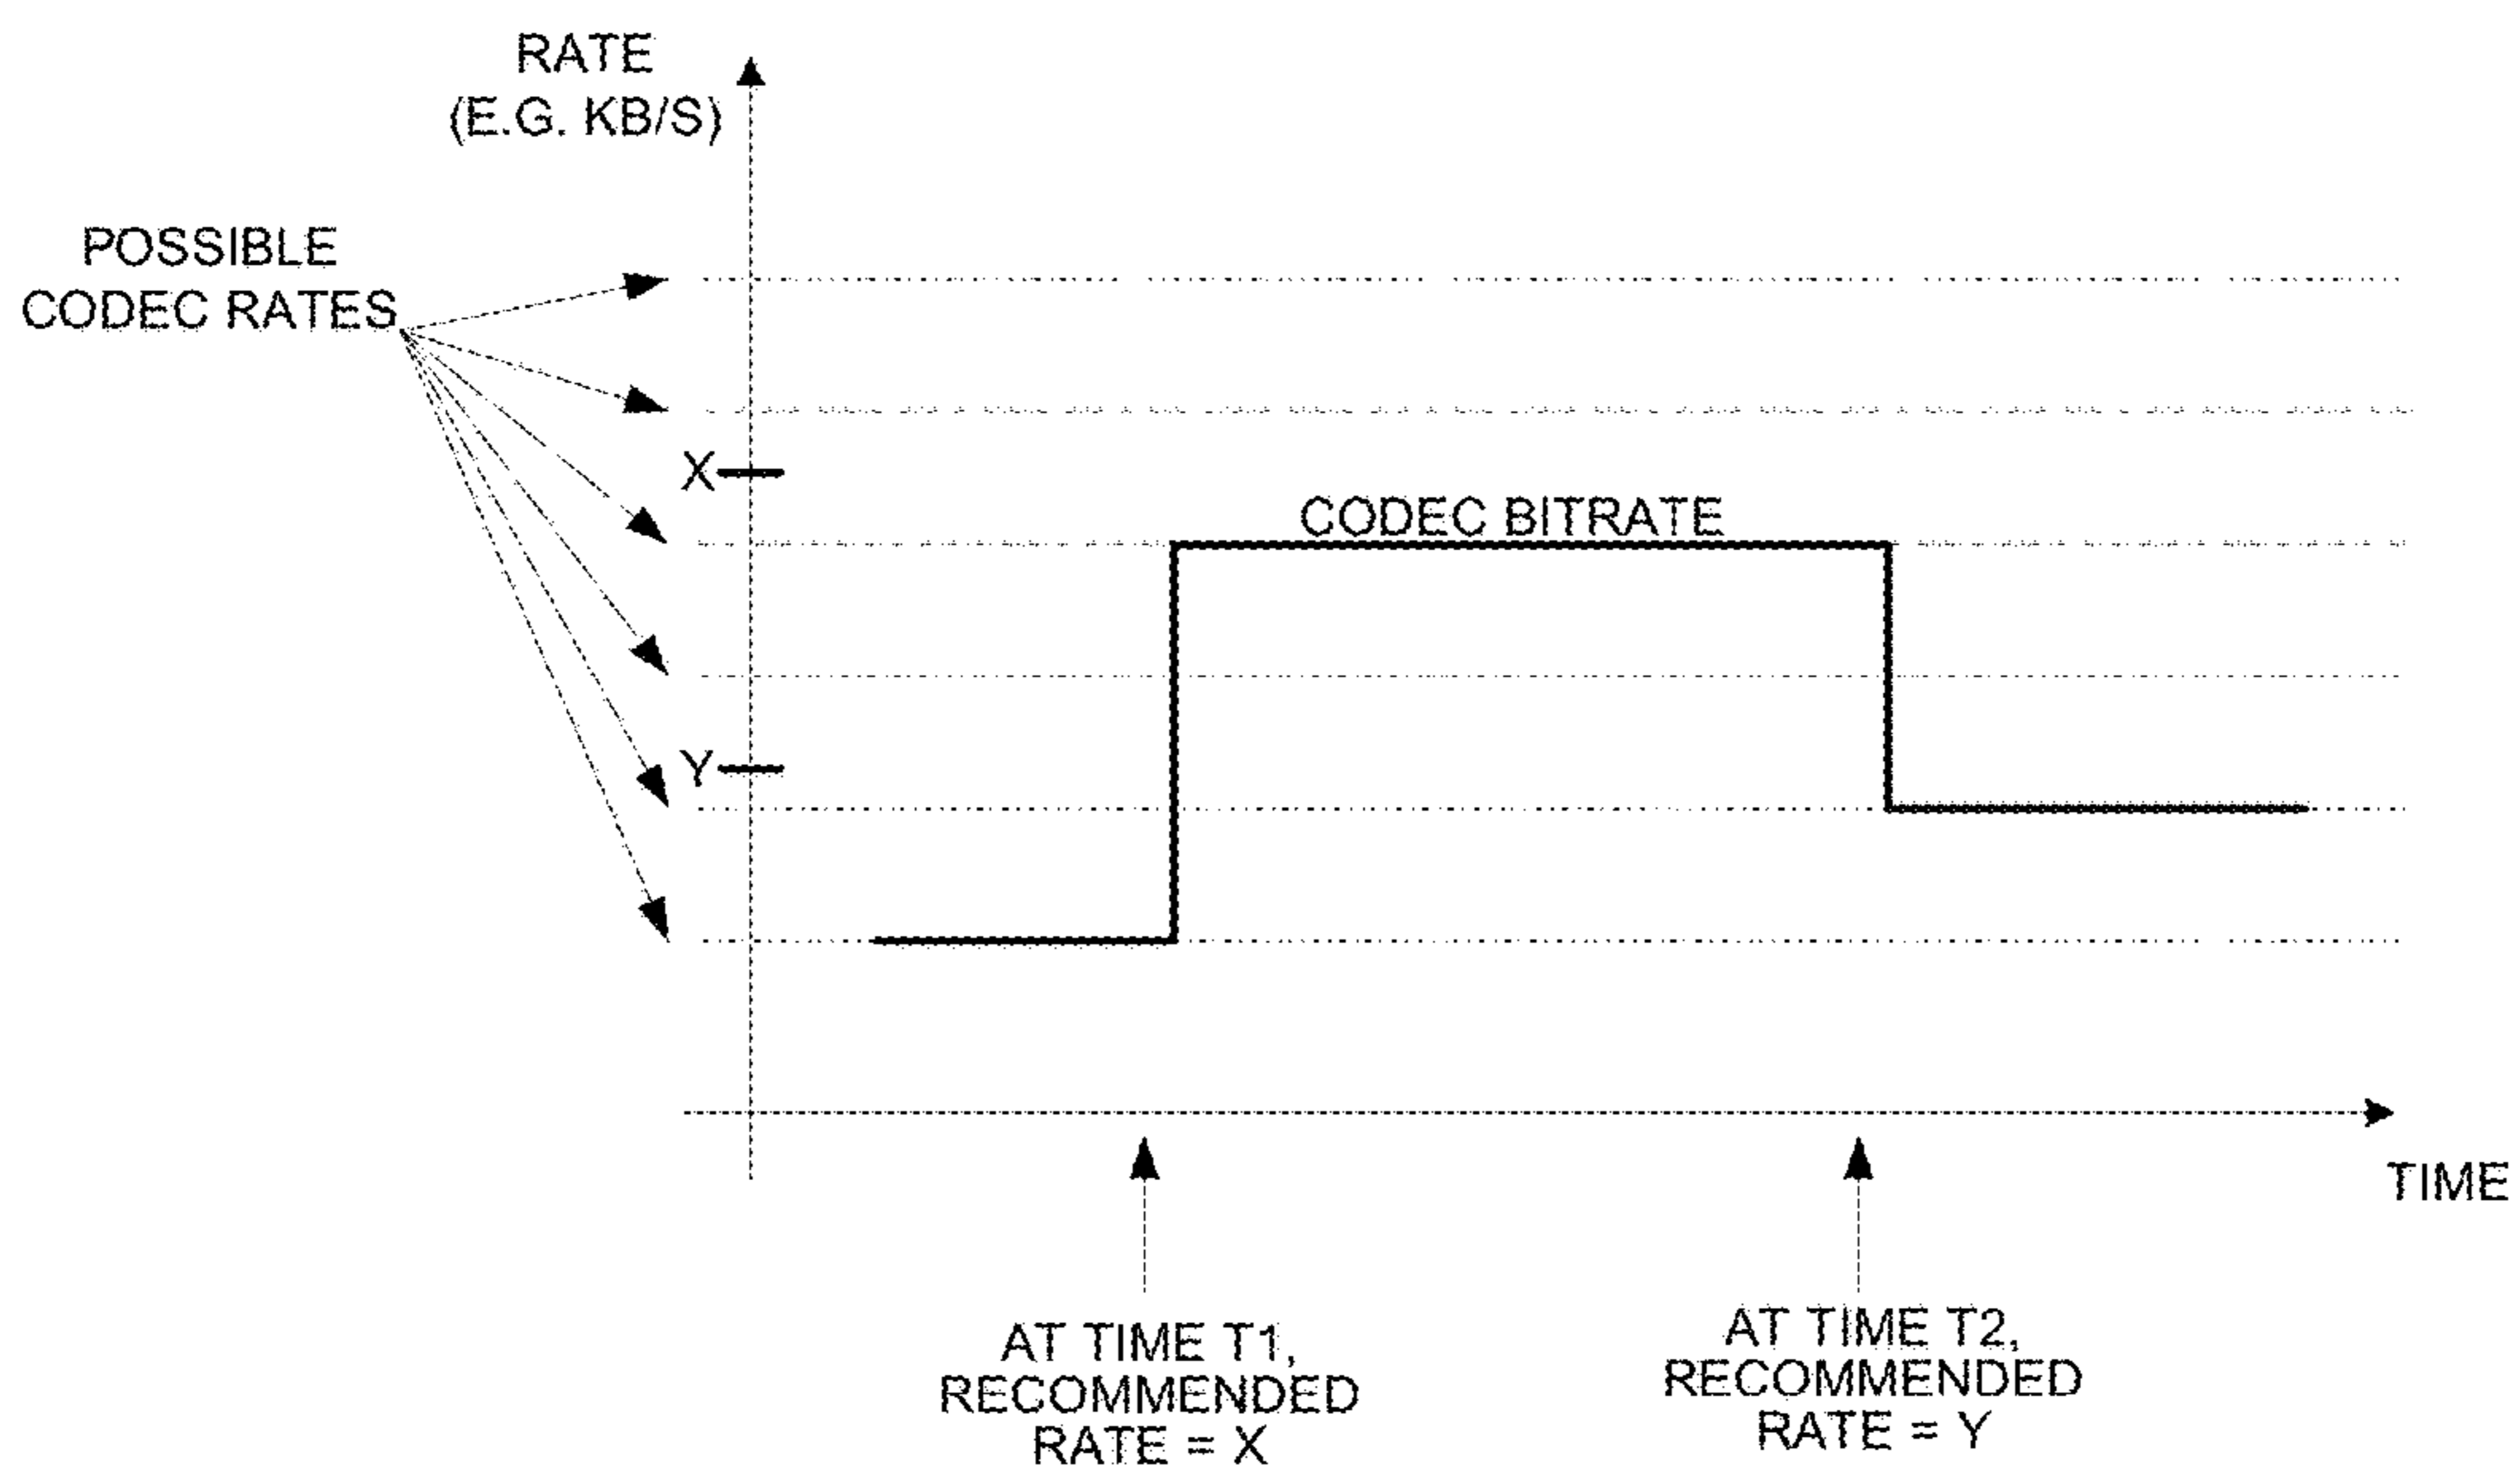 RATE
(E.G. KB/S)
POSSIBLE
CODEC RATES
X
CODEC BITRATE
Y
TIME
AT TIME T1,
RECOMMENDED
RATE = X
AT TIME T2,
RECOMMENDED
RATE = Y